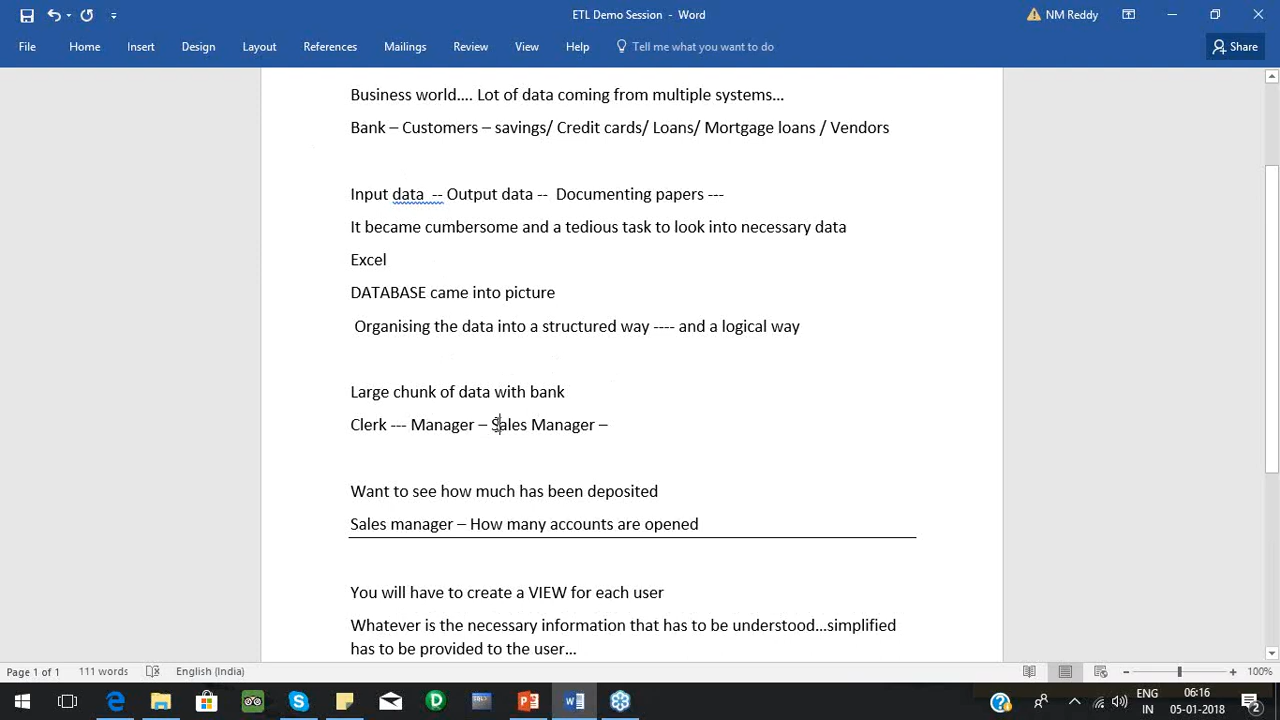 ETL Demo Session - Word
NM Reddy
File Home Insert Design Layout References Mailings Review View Help Tell me what you want to do Share
Business world.... Lot of data coming from multiple systems...
Bank – Customers – savings/ Credit cards/ Loans/ Mortgage loans / Vendors
Input data -- Output data -- Documenting papers ---
It became cumbersome and a tedious task to look into necessary data
Excel
DATABASE came into picture
Organising the data into a structured way ---- and a logical way
Large chunk of data with bank
Clerk --- Manager – Sales Manager –
Want to see how much has been deposited
Sales manager – How many accounts are opened
You will have to create a VIEW for each user
Whatever is the necessary information that has to be understood...simplified
has to be provided to the user...
Page 1 of 1 111 words English (India) 100%
ENG 06:16
IN 05-01-2018 2